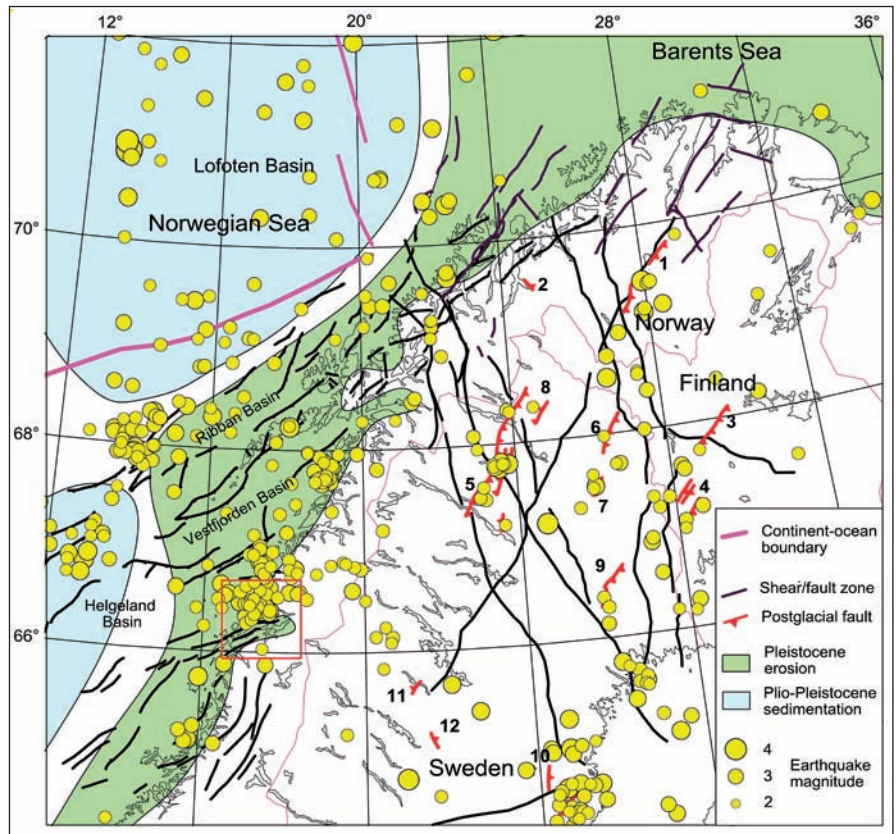 12°
20°
28°
36°
Barents Sea
Lofoten Basin
Norwegian Sea
70°
1
2
Norway
8
Finland
Ribban Basin
6
3
68°
Vestfjorden Basin
5
7
4
Continent-ocean
boundary
9
Shear/fault zone
Helgeland
Basin
Postglacial fault
66°
Pleistocene
erosion
11
Plio-Pleistocene
sedimentation
12
10
4
Sweden
3
Earthquake
magnitude
2